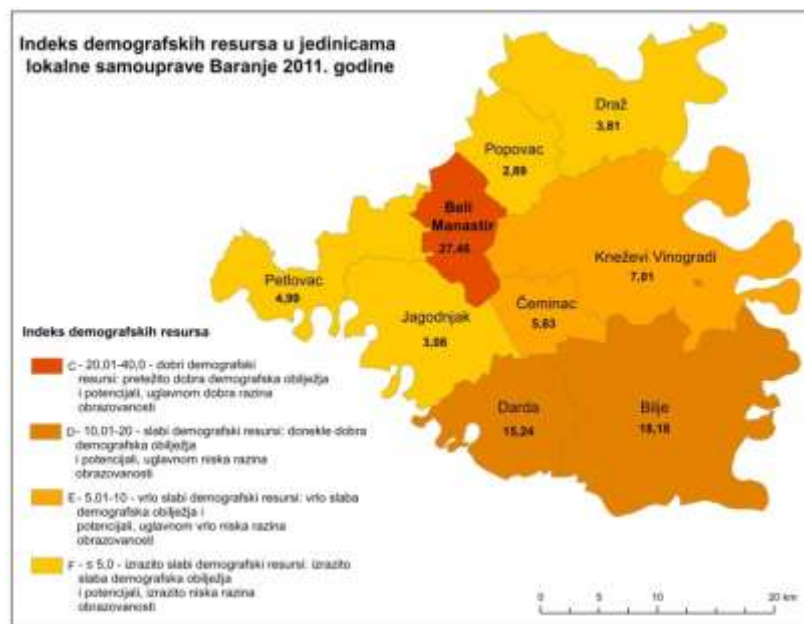 Indeks demografskih resursa u jedinicama
lokalne samouprave Baranje 2011. godine
Draž
3,81
Popovac
2,89
Beli
Manastir
27,46
Kneževi Vinogradi
7,01
Petlovac
4,99
Čeminac
5,63
Jagodnjak
3,06
Darda
15,24
Bilje
18,18
Indeks demografskih resursa
C - 20,01-40,0 - dobri demografski
resursi: pretežito dobra demografska obilježja
i potencijali, uglavnom dobra razina
obrazovanosti
D- 10,01-20 - slabi demografski resursi: donekle dobra
demografska obilježja
i potencijali, uglavnom niska razina
obrazovanosti
E - 5,01-10 - vrlo slabi demografski resursi: vrlo slaba
demografska obilježja i
potencijali, uglavnom vrlo niska razina
obrazovanosti
F - ≤ 5,0 - izrazito slabi demografski resursi: izrazito
slaba demografska obilježja
i potencijali, izrazito niska razina
obrazovanosti
0 5 10 20 km